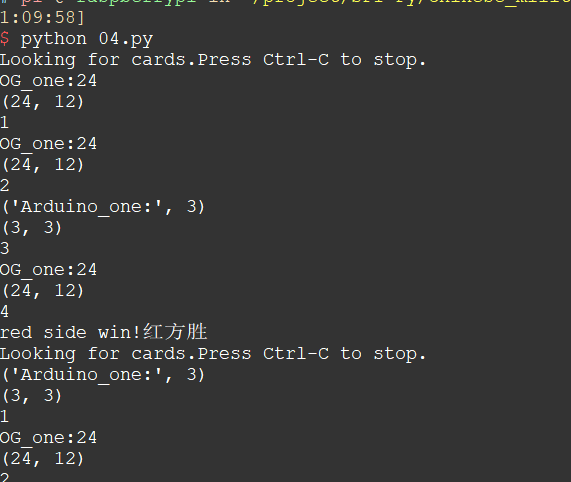 1:09:58]
$ python 04.py
Looking for cards.Press Ctrl-C to stop.
OG_one:24
(24, 12)
1
OG_one:24
(24, 12)
2
('Arduino_one:', 3)
(3, 3)
3
OG_one:24
(24, 12)
4
red side win!红方胜
Looking for cards.Press Ctrl-C to stop.
('Arduino_one:', 3)
(3, 3)
1
OG_one:24
(24, 12)
2